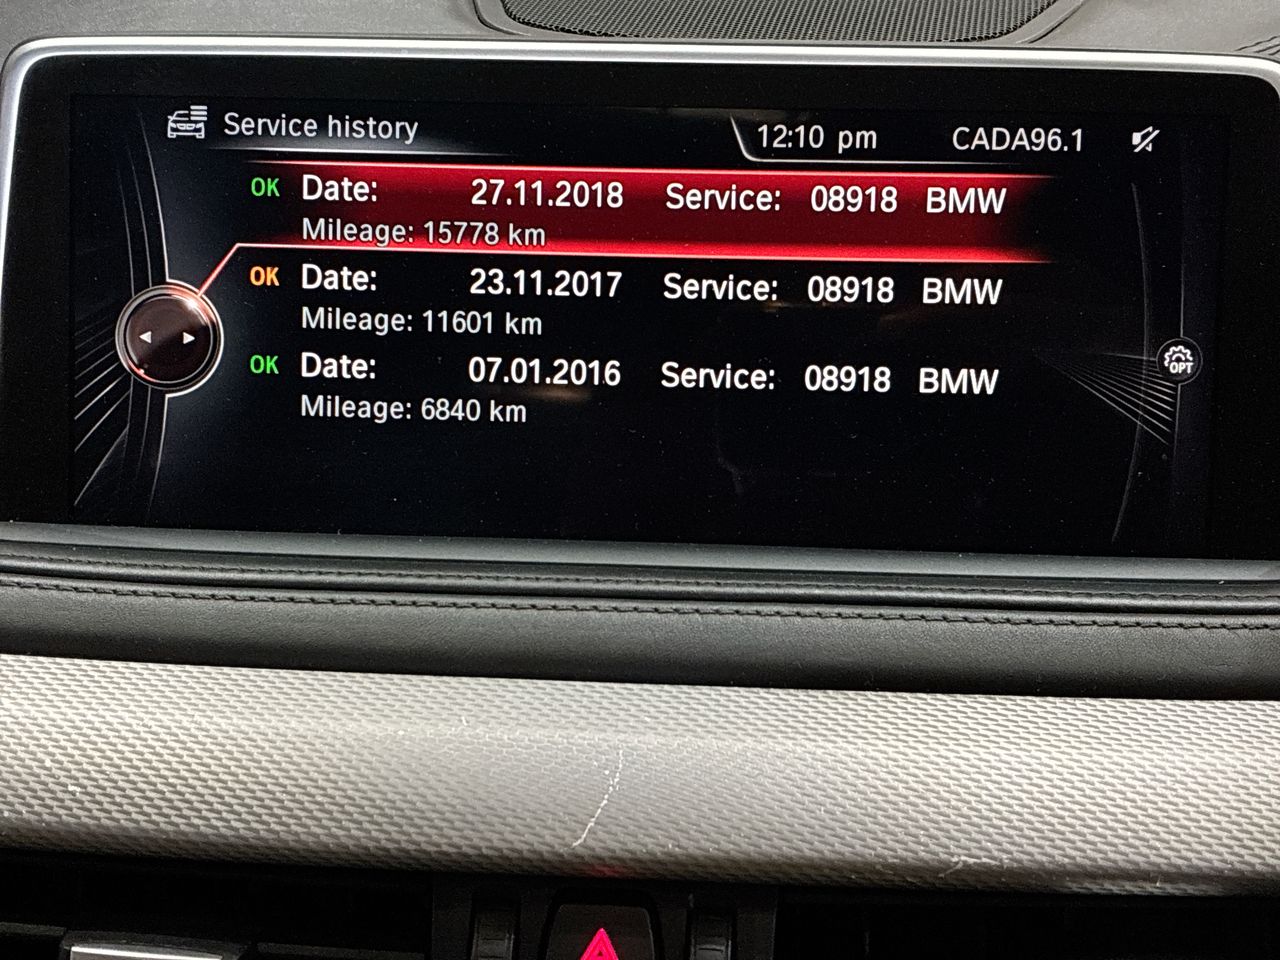 Service history 12:10 pm CADA96.1
OK Date: 27.11.2018 Service: 08918 BMW
Mileage: 15778 km
OK Date: 23.11.2017 Service: 08918 BMW
Mileage: 11601 km
OK Date: 07.01.2016 Service: 08918 BMW
Mileage: 6840 km
OPT